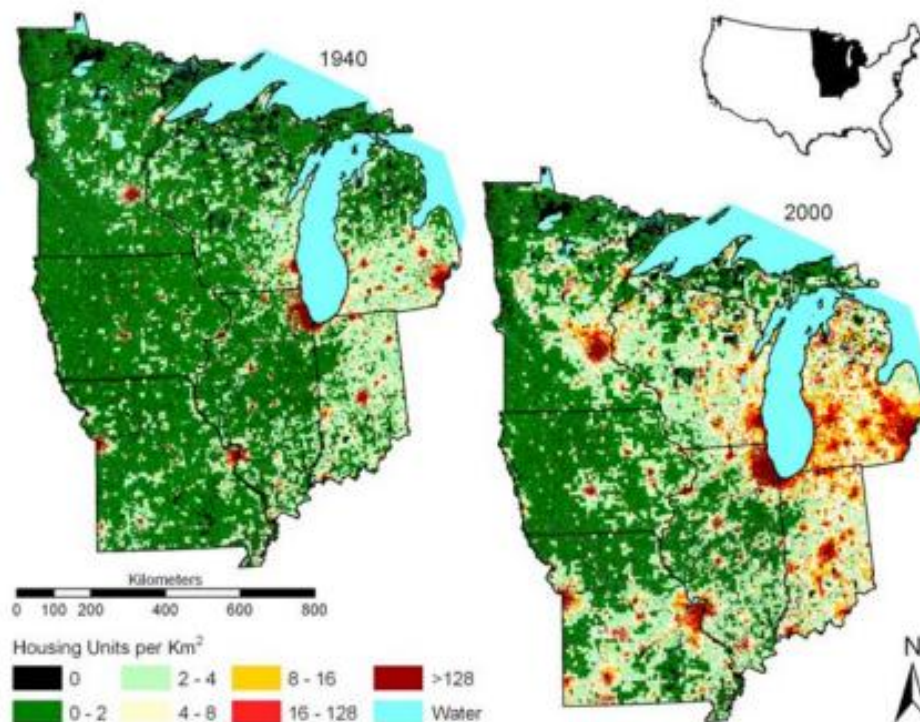 1940
2000
Kilometers
0 100 200 400 600 800
Housing Units per Km²
0 2 - 4 8 - 16 >128
0 - 2 4 - 8 16 - 128 Water
N